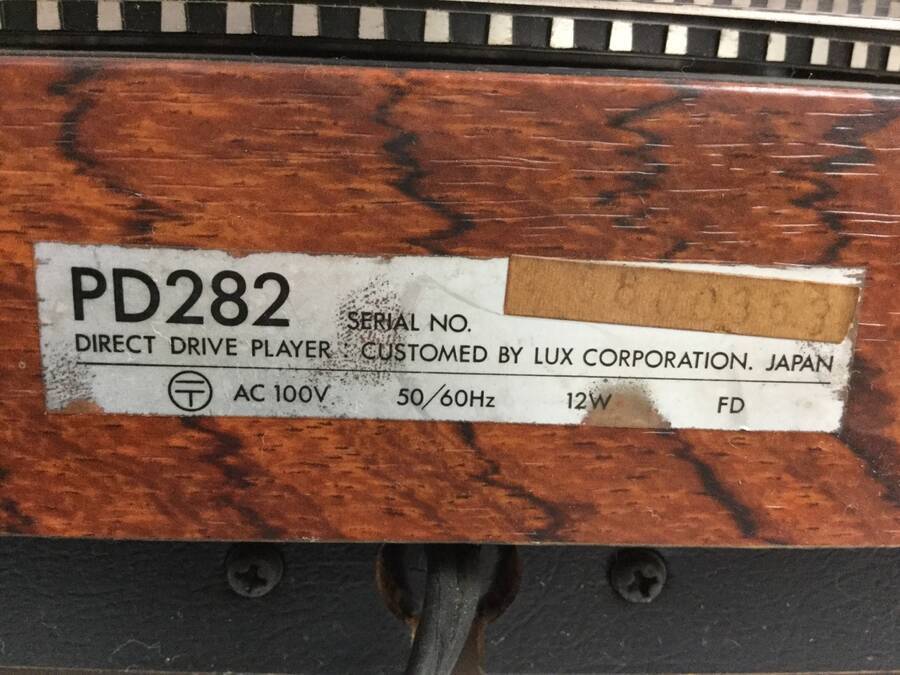 PD282
SERIAL NO.
DIRECT DRIVE PLAYER CUSTOMED BY LUX CORPORATION. JAPAN
AC 100V 50/60Hz 12W FD